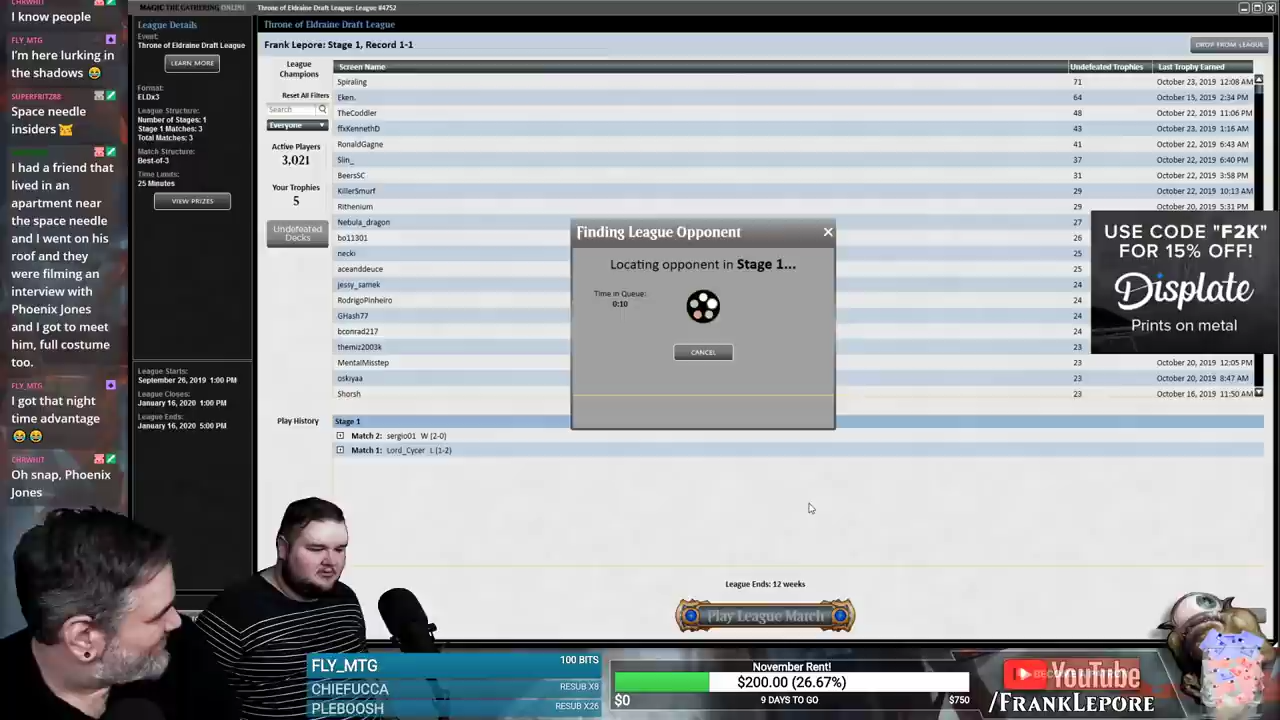 I know people
FLY_MTG
I'm here lurking in
the shadows
SUPERFRITZ88
Space needle
insiders
I had a friend that
lived in an
apartment near
the space needle
and I went on his
roof and they
were filming an
interview with
Phoenix Jones
and I got to meet
him, full costume
too.
FLY_MTG
I got that night
time advantage
CHRWHIT
Oh snap, Phoenix
Jones
MAGIC THE GATHERING ONLINE
Throne of Eldraine Draft League: League #4752
League Details
Event:
Throne of Eldraine Draft League
LEARN MORE
Format:
ELDx3
League Structure:
Number of Stages: 1
Stage 1 Matches: 3
Total Matches: 3
Match Structure:
Best-of-3
Time Limit:
25 Minutes
VIEW PRIZES
League Starts:
September 26, 2019 1:00 PM
League Closes:
January 16, 2020 1:00 PM
League Ends:
January 16, 2020 5:00 PM
Throne of Eldraine Draft League
Frank Lepore: Stage 1, Record 1-1
DROP FROM LEAGUE
League
Champions
Reset All Filters
Search
Everyone
Active Players
3,021
Your Trophies
5
Undefeated
Decks
Screen Name Undefeated Trophies Last Trophy Earned
Spiraling 71 October 23, 2019 12:08 AM
Eken. 64 October 15, 2019 2:34 PM
TheCoddler 48 October 22, 2019 11:06 PM
ffxKennethD 43 October 23, 2019 1:16 AM
RonaldGagne 41 October 22, 2019 6:43 AM
Slin_ 37 October 22, 2019 6:40 PM
BeersSC 31 October 22, 2019 3:58 PM
KillerSmurf 29 October 22, 2019 10:13 AM
Rithenium 29 October 20, 2019 5:31 PM
Nebula_dragon 27
bo11301 26
necki 25
aceanddeuce 25
jessy_samek 24
RodrigoPinheiro 24
GHash77 24
bconrad217 24
themiz2003k 23
MentalMisstep 23 October 20, 2019 12:05 PM
oskiyaa 23 October 20, 2019 8:47 AM
Shorsh 23 October 16, 2019 11:50 AM
Finding League Opponent
Locating opponent in Stage 1...
Time in Queue:
0:10
CANCEL
USE CODE "F2K"
FOR 15% OFF!
Displate
Prints on metal
Play History
Stage 1
Match 2: sergio01 W (2-0)
Match 1: Lord_Cycer L (1-2)
League Ends: 12 weeks
Play League Match
FLY_MTG 100 BITS
CHIEFUCCA RESUB X8
PLEBOOSH RESUB X26
November Rent!
$200.00 (26.67%)
$0 9 DAYS TO GO $750
YouTube
/FRANKLEPORE